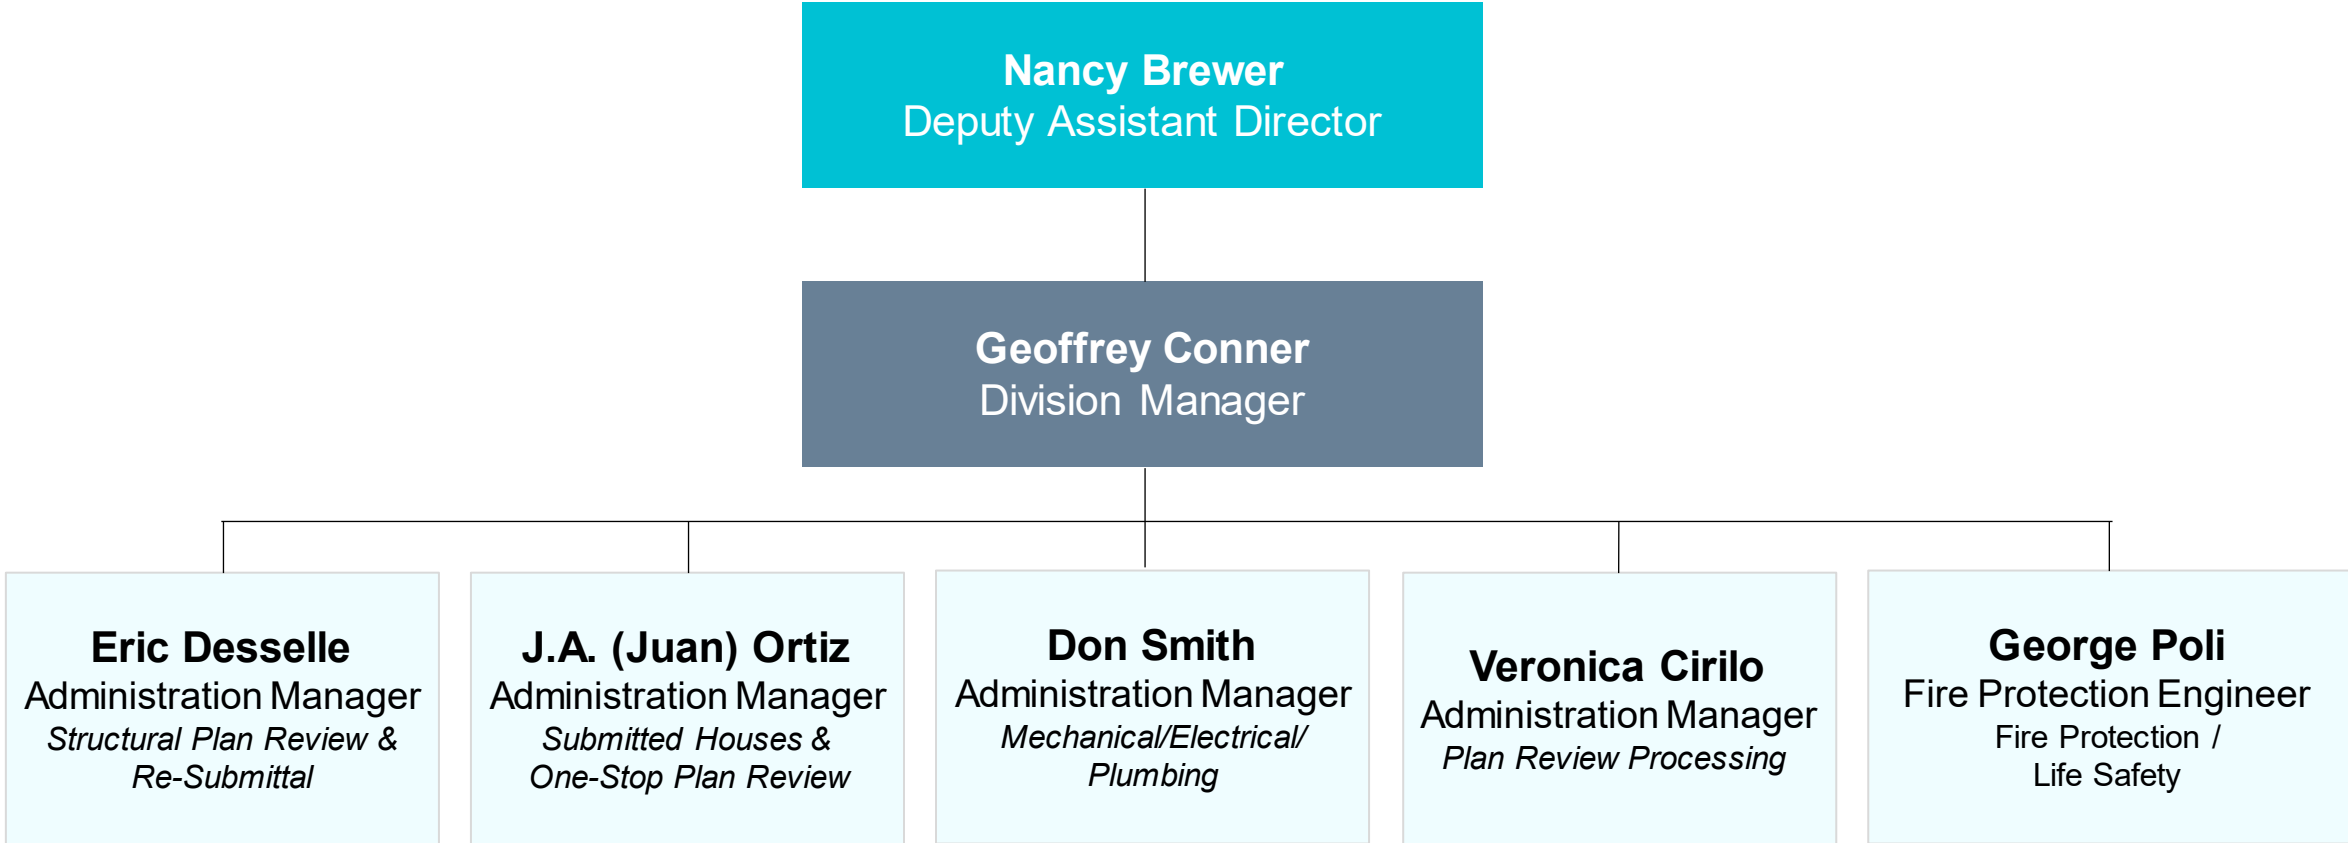 Nancy Brewer
Deputy Assistant Director
Geoffrey Conner
Division Manager
Eric Desselle
Administration Manager
Structural Plan Review &
Re-Submittal
J.A. (Juan) Ortiz
Administration Manager
Submitted Houses &
One-Stop Plan Review
Don Smith
Administration Manager
Mechanical/Electrical/
Plumbing
Veronica Cirilo
Administration Manager
Plan Review Processing
George Poli
Fire Protection Engineer
Fire Protection /
Life Safety